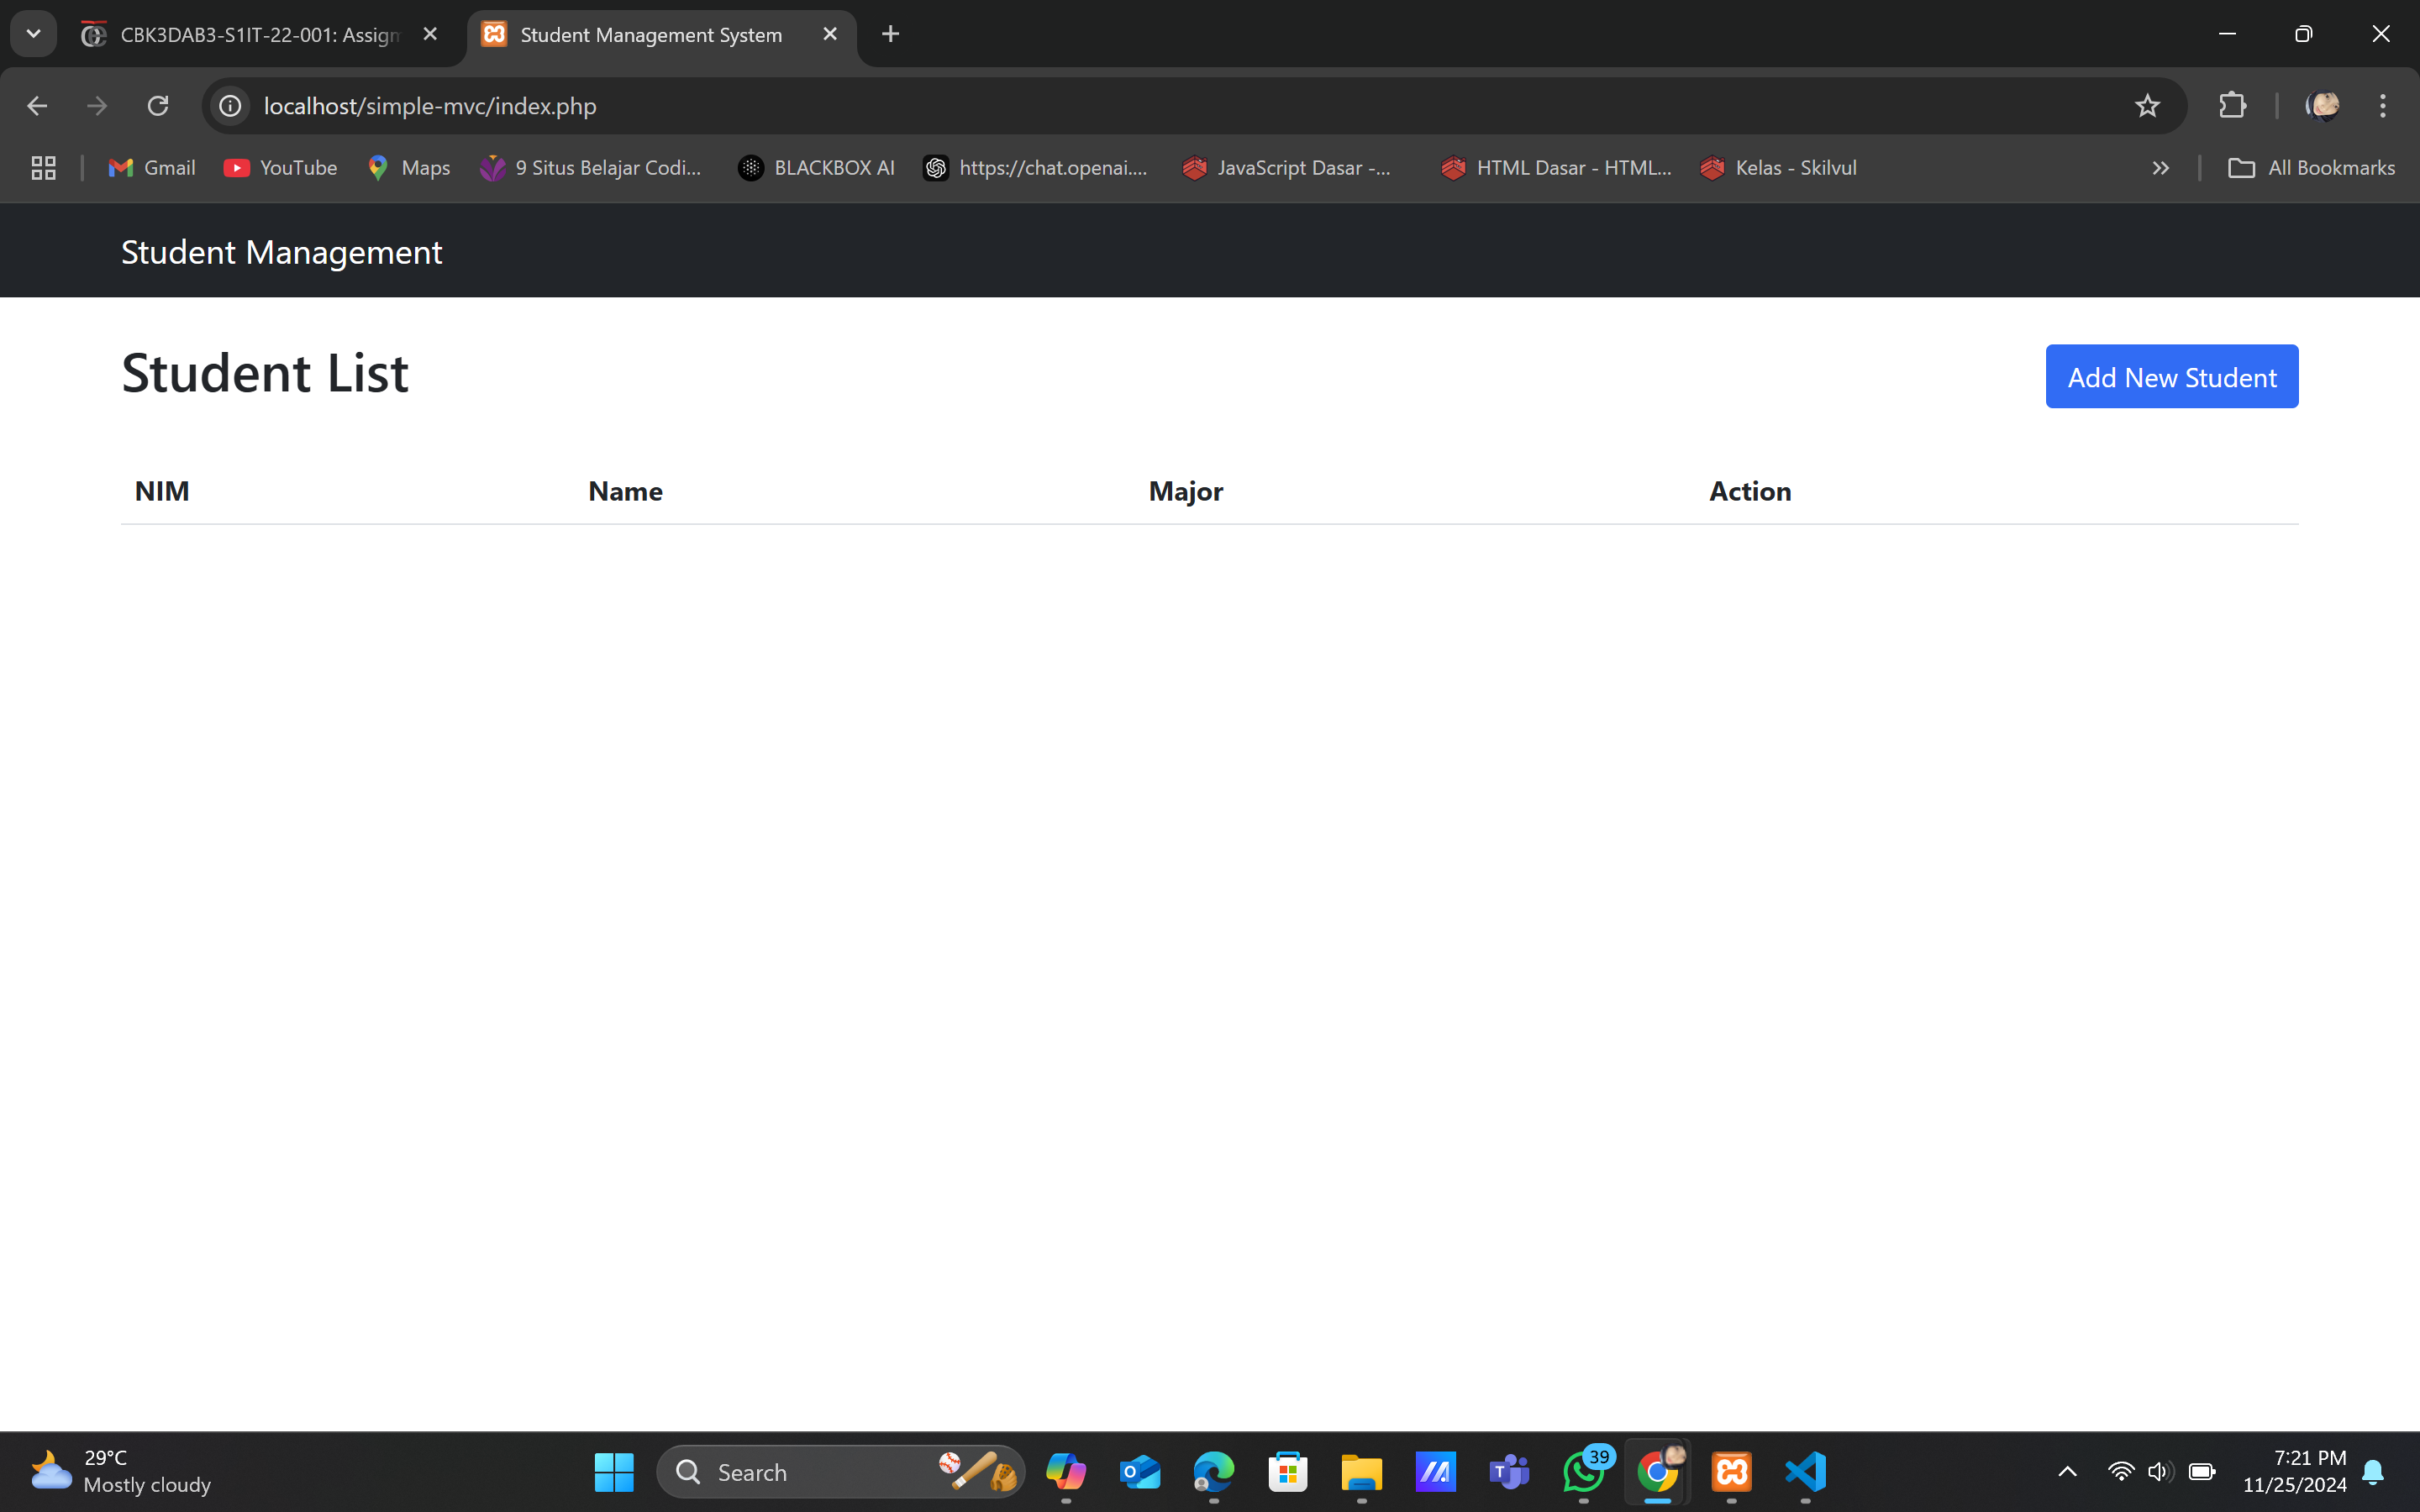 CBK3DAB3-S1IT-22-001: Assign
Student Management System
localhost/simple-mvc/index.php
Gmail
YouTube
Maps
9 Situs Belajar Codi...
BLACKBOX AI
https://chat.openai....
JavaScript Dasar -...
HTML Dasar - HTML...
Kelas - Skilvul
All Bookmarks
Student Management
Student List
Add New Student
NIM Name Major Action
29°C
Mostly cloudy
Search
39
7:21 PM
11/25/2024